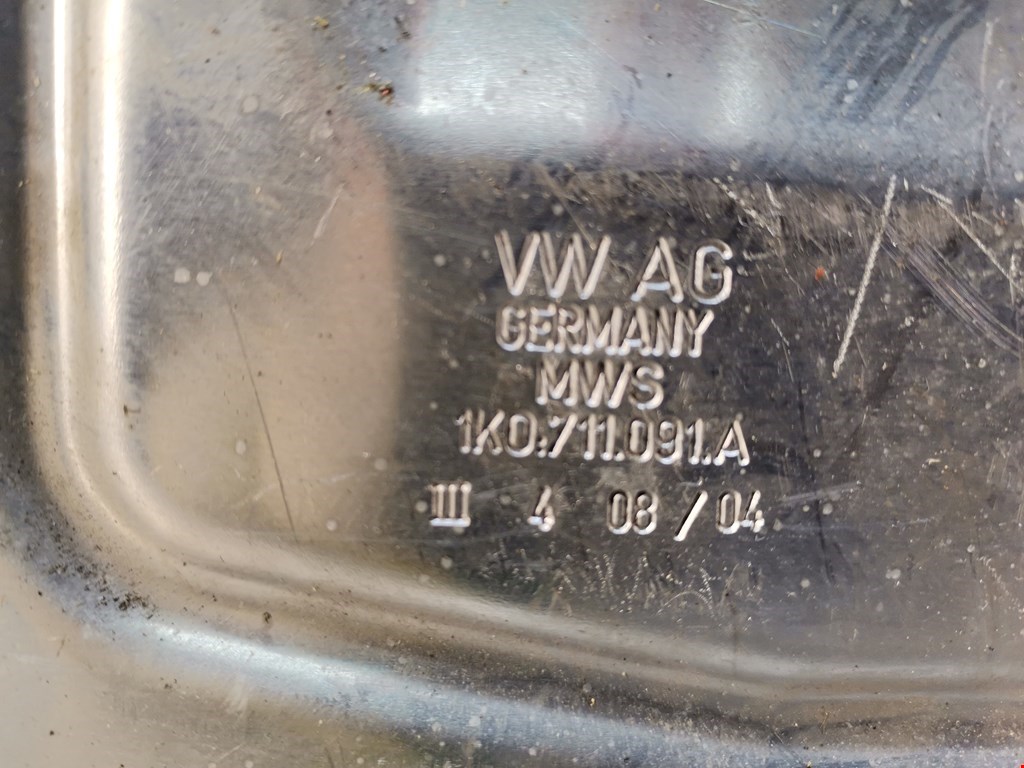 VW AG
GERMANY
MWS
1K0.711.091.A
III 4 08 / 04